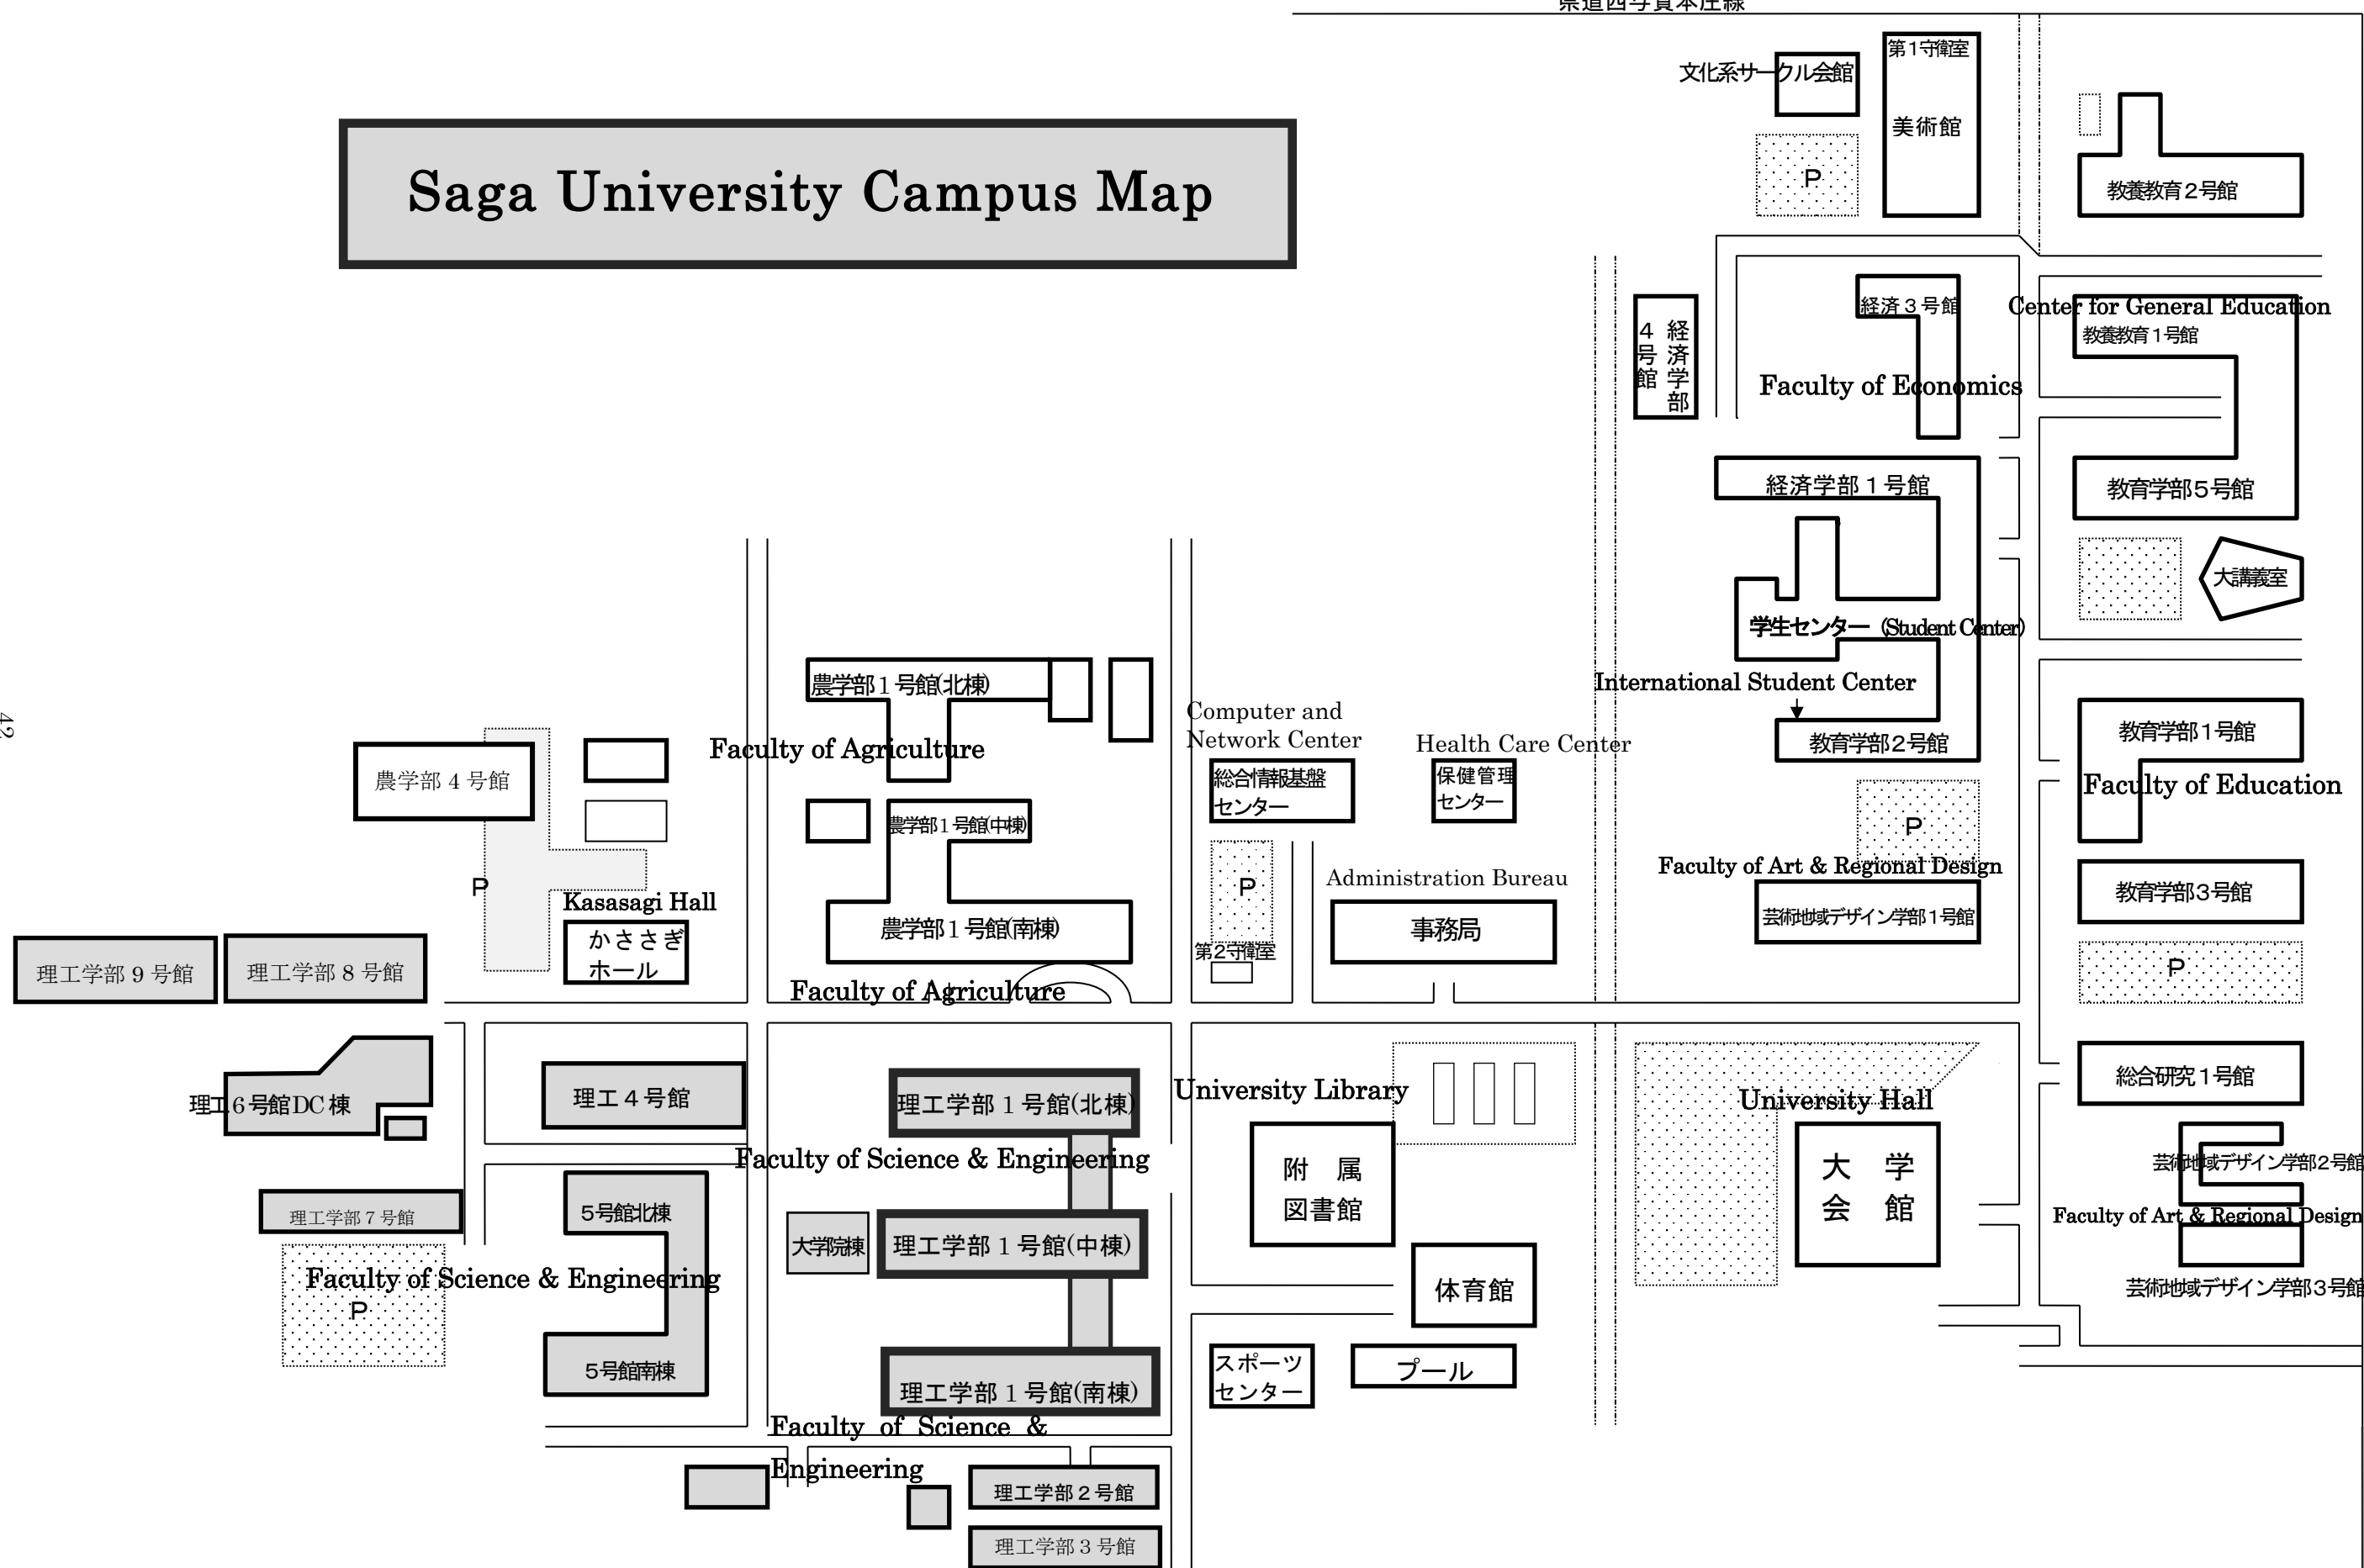 県道西与賀本庄線
第1守衛室
文化系サークル会館
美術館
Saga University Campus Map
P
教養教育2号館
経済3号館
Center for General Education
教養教育1号館
経済学部
4号館
Faculty of Economics
経済学部1号館
教育学部5号館
大講義室
学生センター (Student Center)
International Student Center
農学部1号館(北棟)
Computer and
Network Center
教育学部1号館
教育学部2号館
Health Care Center
Faculty of Agriculture
42
農学部4号館
総合情報基盤
センター
保健管理
センター
Faculty of Education
農学部1号館(中棟)
P
Faculty of Art & Regional Design
P
P
Administration Bureau
教育学部3号館
Kasasagi Hall
かささぎ
ホール
農学部1号館(南棟)
事務局
芸術地域デザイン学部1号館
第2守衛室
理工学部9号館
理工学部8号館
P
Faculty of Agriculture
総合研究1号館
University Library
University Hall
理工6号館DC棟
理工4号館
理工学部1号館(北棟)
Faculty of Science & Engineering
附 属
図書館
大 学
会 館
芸術地域デザイン学部2号館
理工学部7号館
5号館北棟
Faculty of Art & Regional Design
大学院棟
理工学部1号館(中棟)
Faculty of Science & Engineering
P
体育館
芸術地域デザイン学部3号館
5号館南棟
理工学部1号館(南棟)
スポーツ
センター
プール
Faculty of Science &
Engineering
理工学部2号館
理工学部3号館